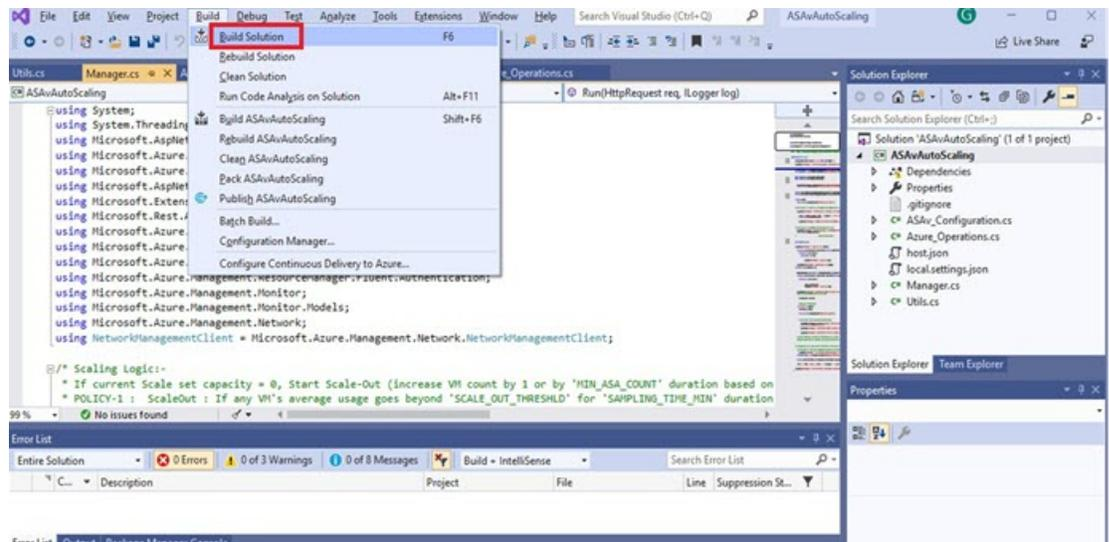 File Edit View Project Build Debug Test Analyze Tools Extensions Window Help Search Visual Studio (Ctrl+Q) ASAvAutoScaling
G
Live Share
Build Solution F6
Rebuild Solution
Clean Solution
Run Code Analysis on Solution Alt+F11
Build ASAvAutoScaling Shift+F6
Rebuild ASAvAutoScaling
Clean ASAvAutoScaling
Pack ASAvAutoScaling
Publish ASAvAutoScaling
Batch Build...
Configuration Manager...
Configure Continuous Delivery to Azure...
Utils.cs Manager.cs A e_Operations.cs
ASAvAutoScaling Run(HttpRequest req, ILogger log)
using System;
using System.Threading
using Microsoft.AspNet
using Microsoft.Azure.
using Microsoft.Azure.
using Microsoft.AspNet
using Microsoft.Extens
using Microsoft.Rest.A
using Microsoft.Azure.
using Microsoft.Azure.
using Microsoft.Azure.
using Microsoft.Azure.Management.ResourceManager.Fluent.Authentication;
using Microsoft.Azure.Management.Monitor;
using Microsoft.Azure.Management.Monitor.Models;
using Microsoft.Azure.Management.Network;
using NetworkManagementClient = Microsoft.Azure.Management.Network.NetworkManagementClient;
/* Scaling Logic:-
* If current Scale set capacity = 0, Start Scale-Out (increase VM count by 1 or by 'MIN_ASA_COUNT' duration based on
* POLICY-1 : ScaleOut : If any VM's average usage goes beyond 'SCALE_OUT_THRESHLD' for 'SAMPLING_TIME_MIN' duration
99 % No issues found
Solution Explorer
Search Solution Explorer (Ctrl+;)
Solution 'ASAvAutoScaling' (1 of 1 project)
ASAvAutoScaling
Dependencies
Properties
.gitignore
ASAv_Configuration.cs
Azure_Operations.cs
host.json
local.settings.json
Manager.cs
Utils.cs
Solution Explorer Team Explorer
Properties
Error List
Entire Solution 0 Errors 0 of 3 Warnings 0 of 8 Messages Build + IntelliSense Search Error List
C... Description Project File Line Suppression St...
Error List Output Package Manager Console